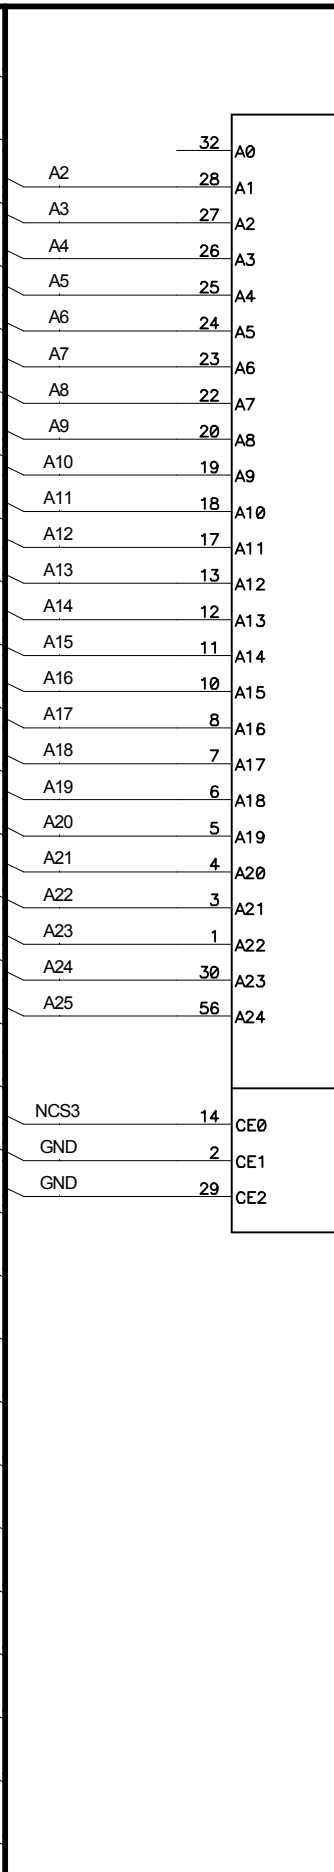 32 A0
A2 28 A1
A3 27 A2
A4 26 A3
A5 25 A4
A6 24 A5
A7 23 A6
A8 22 A7
A9 20 A8
A10 19 A9
A11 18 A10
A12 17 A11
A13 13 A12
A14 12 A13
A15 11 A14
A16 10 A15
A17 8 A16
A18 7 A17
A19 6 A18
A20 5 A19
A21 4 A20
A22 3 A21
A23 1 A22
A24 30 A23
A25 56 A24
NCS3 14 CE0
GND 2 CE1
GND 29 CE2